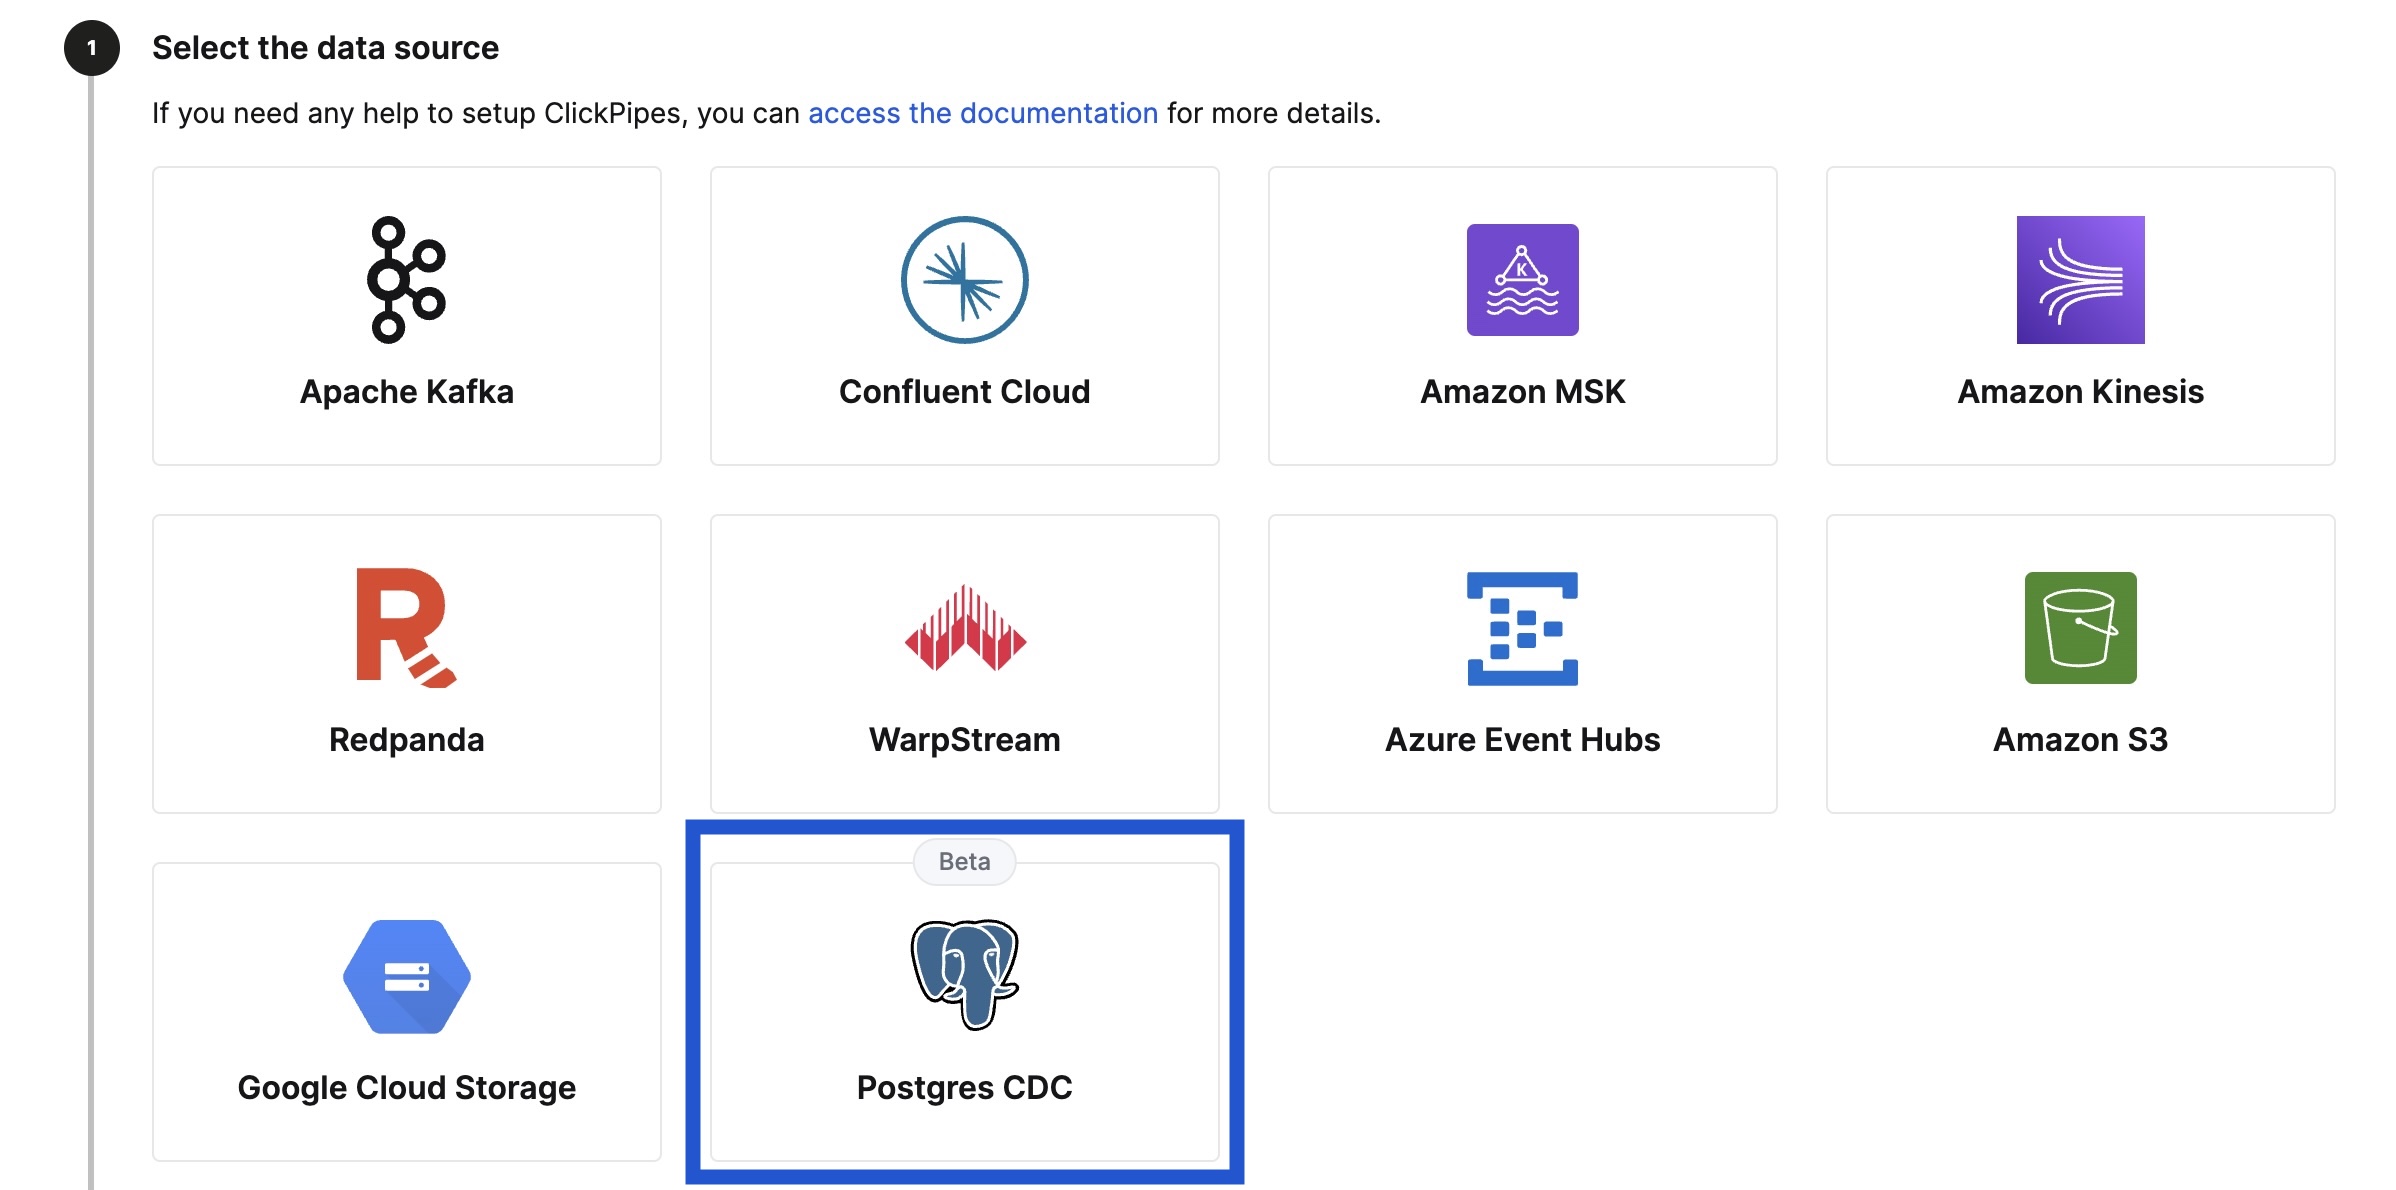 1
Select the data source
If you need any help to setup ClickPipes, you can access the documentation for more details.
Apache Kafka
Confluent Cloud
K
Amazon MSK
Amazon Kinesis
Redpanda
WarpStream
Azure Event Hubs
Amazon S3
Google Cloud Storage
Beta
Postgres CDC